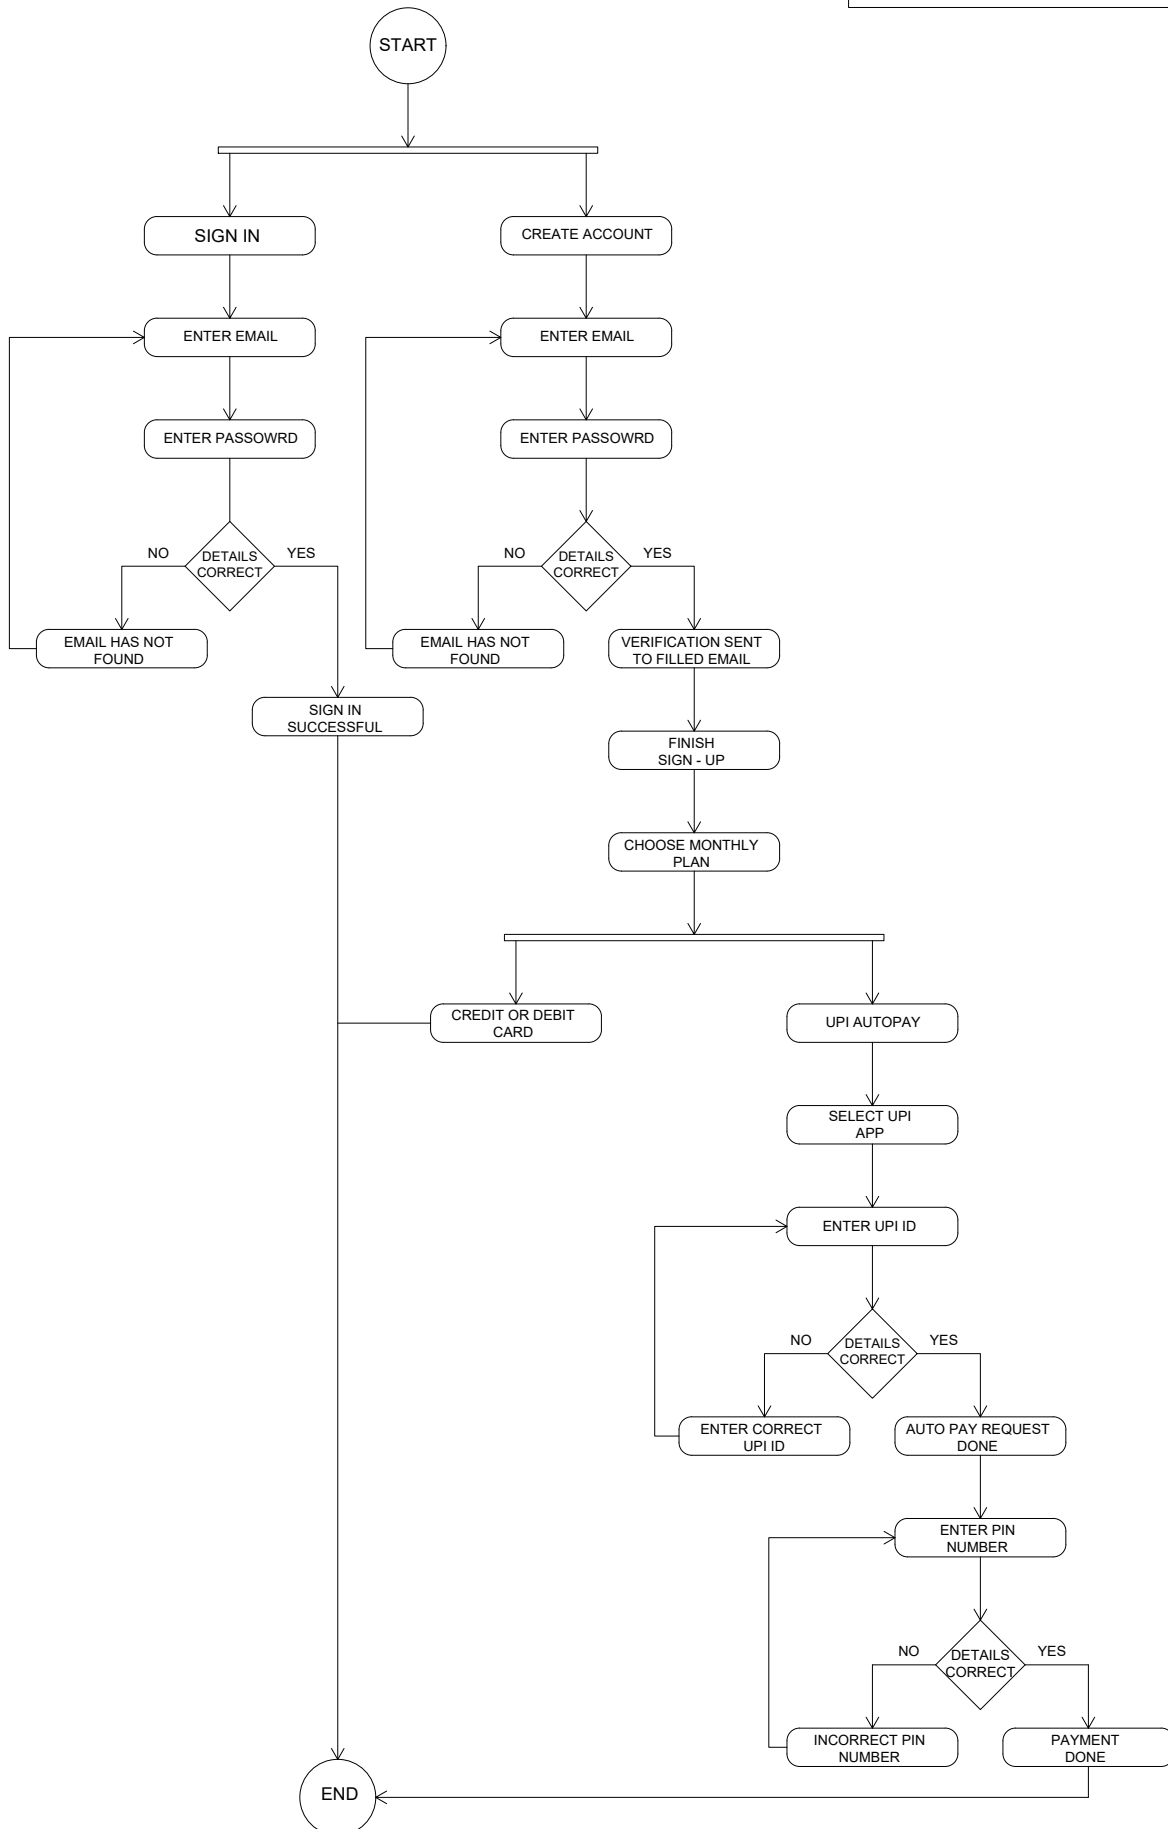 START
SIGN IN
CREATE ACCOUNT
ENTER EMAIL
ENTER EMAIL
ENTER PASSOWRD
ENTER PASSOWRD
NO
DETAILS
CORRECT
YES
NO
DETAILS
CORRECT
YES
EMAIL HAS NOT
FOUND
EMAIL HAS NOT
FOUND
VERIFICATION SENT
TO FILLED EMAIL
SIGN IN
SUCCESSFUL
FINISH
SIGN - UP
CHOOSE MONTHLY
PLAN
CREDIT OR DEBIT
CARD
UPI AUTOPAY
SELECT UPI
APP
ENTER UPI ID
NO
DETAILS
CORRECT
YES
ENTER CORRECT
UPI ID
AUTO PAY REQUEST
DONE
ENTER PIN
NUMBER
NO
DETAILS
CORRECT
YES
INCORRECT PIN
NUMBER
PAYMENT
DONE
END